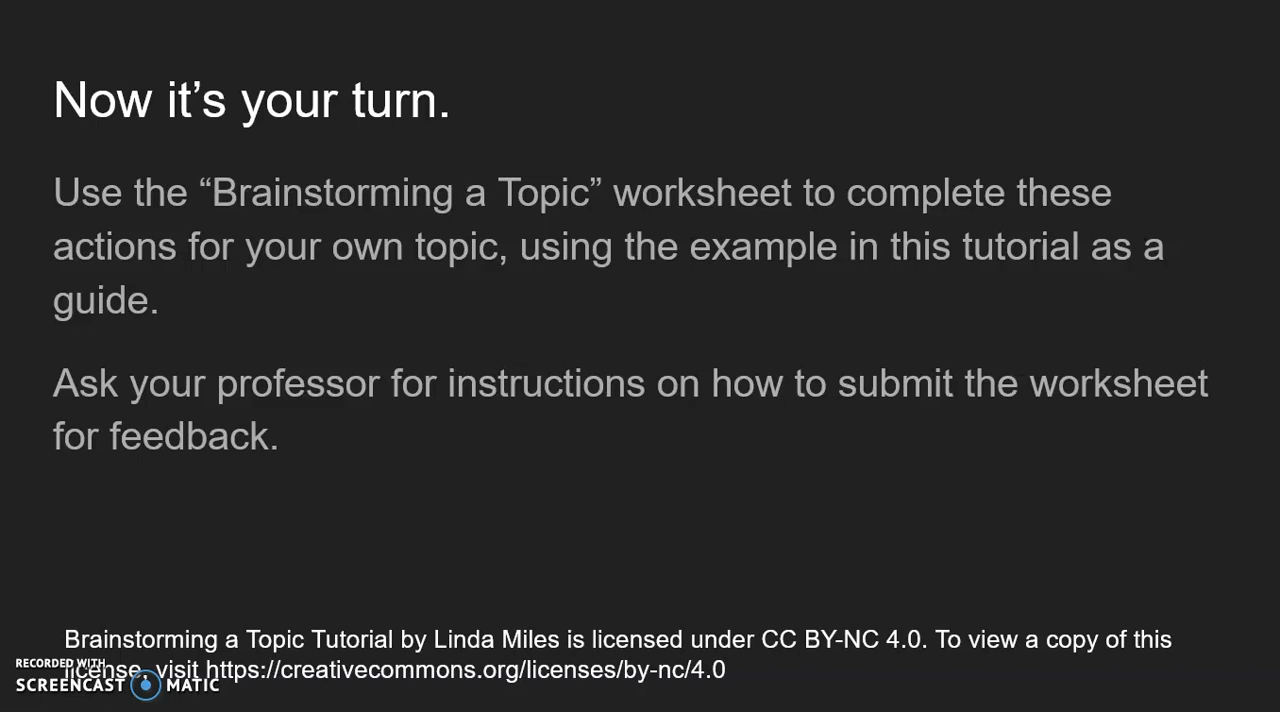 Now it’s your turn.
Use the “Brainstorming a Topic” worksheet to complete these
actions for your own topic, using the example in this tutorial as a
guide.
Ask your professor for instructions on how to submit the worksheet
for feedback.
Brainstorming a Topic Tutorial by Linda Miles is licensed under CC BY-NC 4.0. To view a copy of this
license, visit https://creativecommons.org/licenses/by-nc/4.0
RECORDED WITH
SCREENCAST MATIC